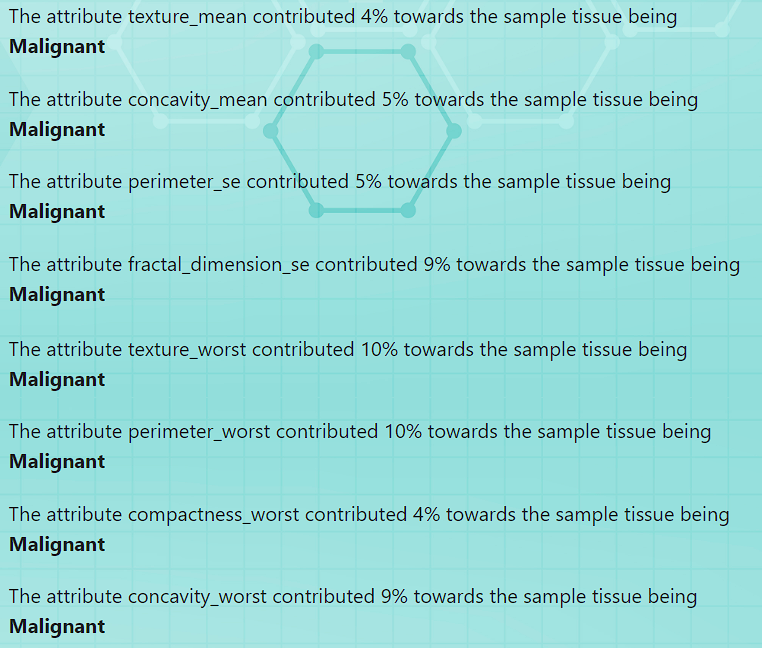 The attribute texture_mean contributed 4% towards the sample tissue being
Malignant
The attribute concavity_mean contributed 5% towards the sample tissue being
Malignant
The attribute perimeter_se contributed 5% towards the sample tissue being
Malignant
The attribute fractal_dimension_se contributed 9% towards the sample tissue being
Malignant
The attribute texture_worst contributed 10% towards the sample tissue being
Malignant
The attribute perimeter_worst contributed 10% towards the sample tissue being
Malignant
The attribute compactness_worst contributed 4% towards the sample tissue being
Malignant
The attribute concavity_worst contributed 9% towards the sample tissue being
Malignant